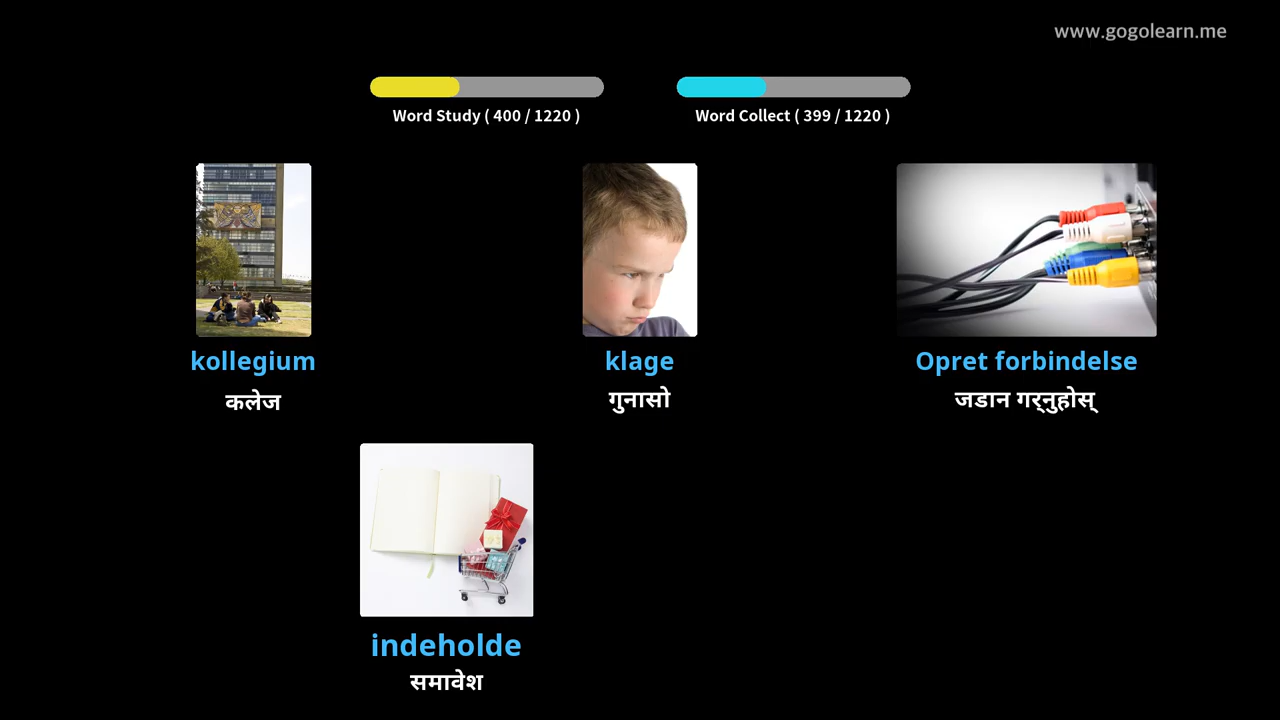 www.gogolearn.me
Word Study ( 400 / 1220 )
Word Collect ( 399 / 1220 )
kollegium
कलेज
klage
गुनासो
Opret forbindelse
जडान गर्नुहोस्
indeholde
समावेश